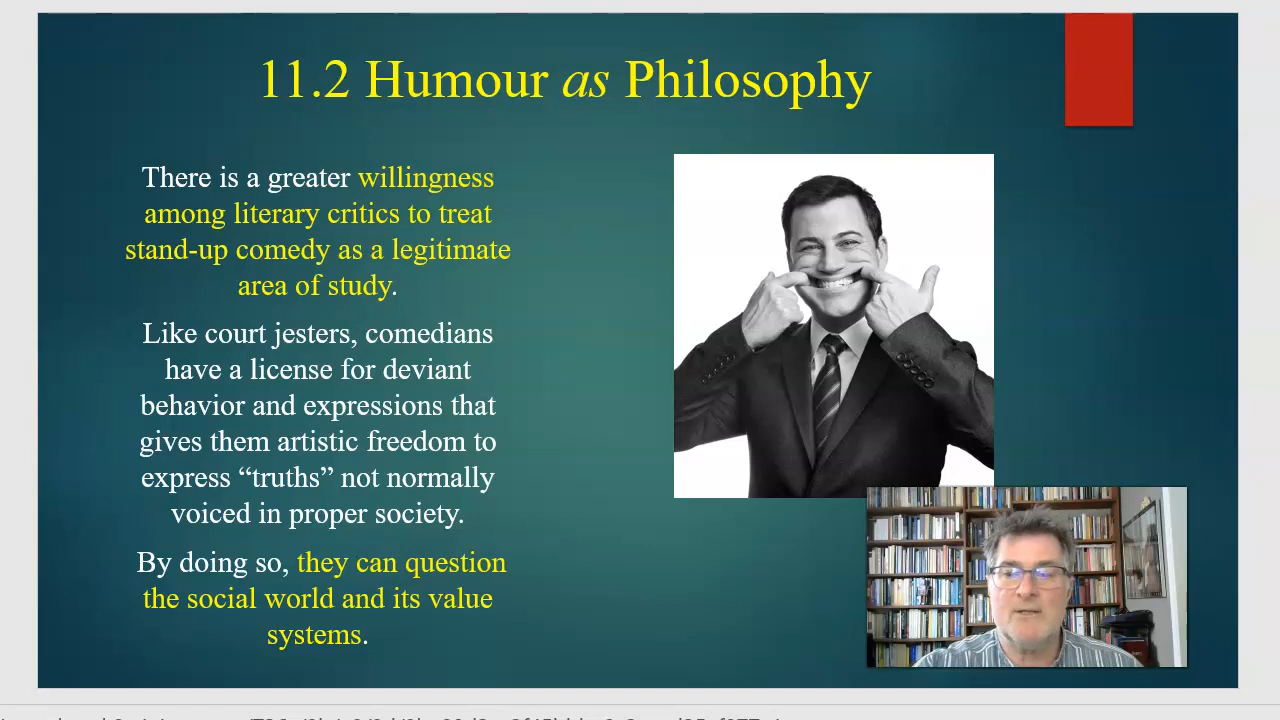 11.2 Humour as Philosophy
There is a greater willingness
among literary critics to treat
stand-up comedy as a legitimate
area of study.
Like court jesters, comedians
have a license for deviant
behavior and expressions that
gives them artistic freedom to
express “truths” not normally
voiced in proper society.
By doing so, they can question
the social world and its value
systems.